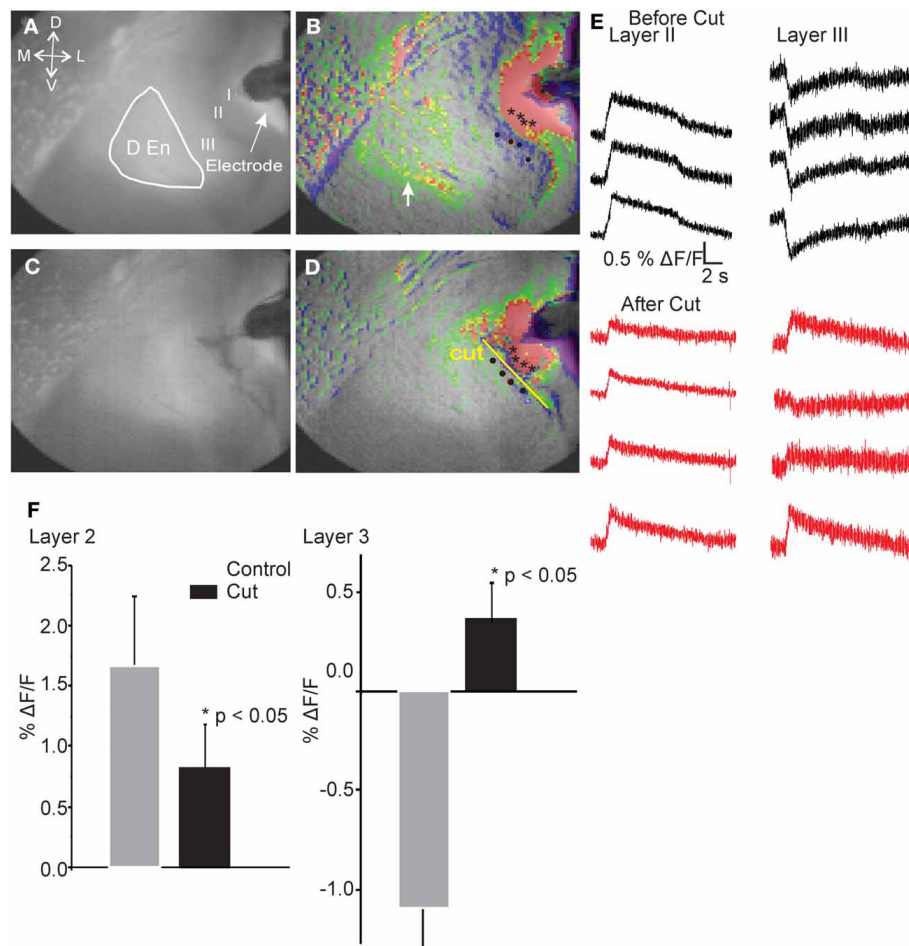 A
D
M L
V
I
II
III
D En
Electrode
B
****
C
D
cut
****
E
Before Cut
Layer II
Layer III
0.5 % ΔF/F
2 s
After Cut
F
Layer 2
2.5
2.0
1.5
1.0
0.5
0.0
% ΔF/F
Control
Cut
* p < 0.05
Layer 3
0.5
0.0
-0.5
-1.0
% ΔF/F
* p < 0.05